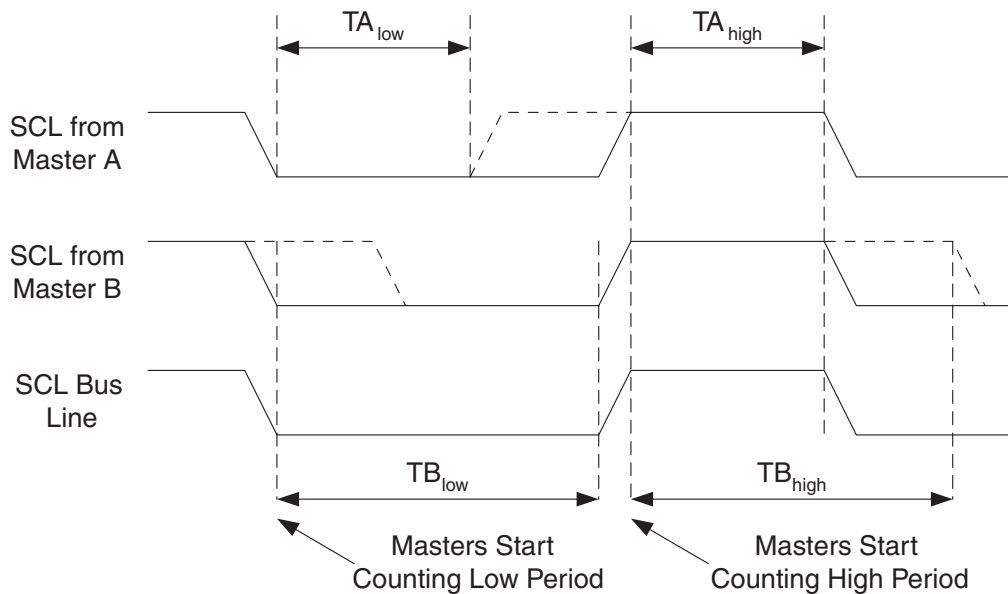 TA low
TA high
SCL from
Master A
SCL from
Master B
SCL Bus
Line
TB low
TB high
Masters Start
Counting Low Period
Masters Start
Counting High Period